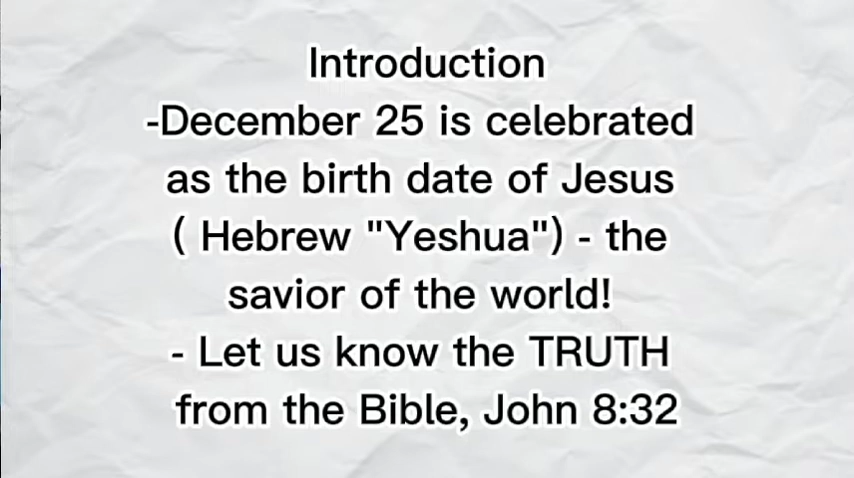 Introduction
-December 25 is celebrated
as the birth date of Jesus
( Hebrew "Yeshua") - the
savior of the world!
- Let us know the TRUTH
from the Bible, John 8:32